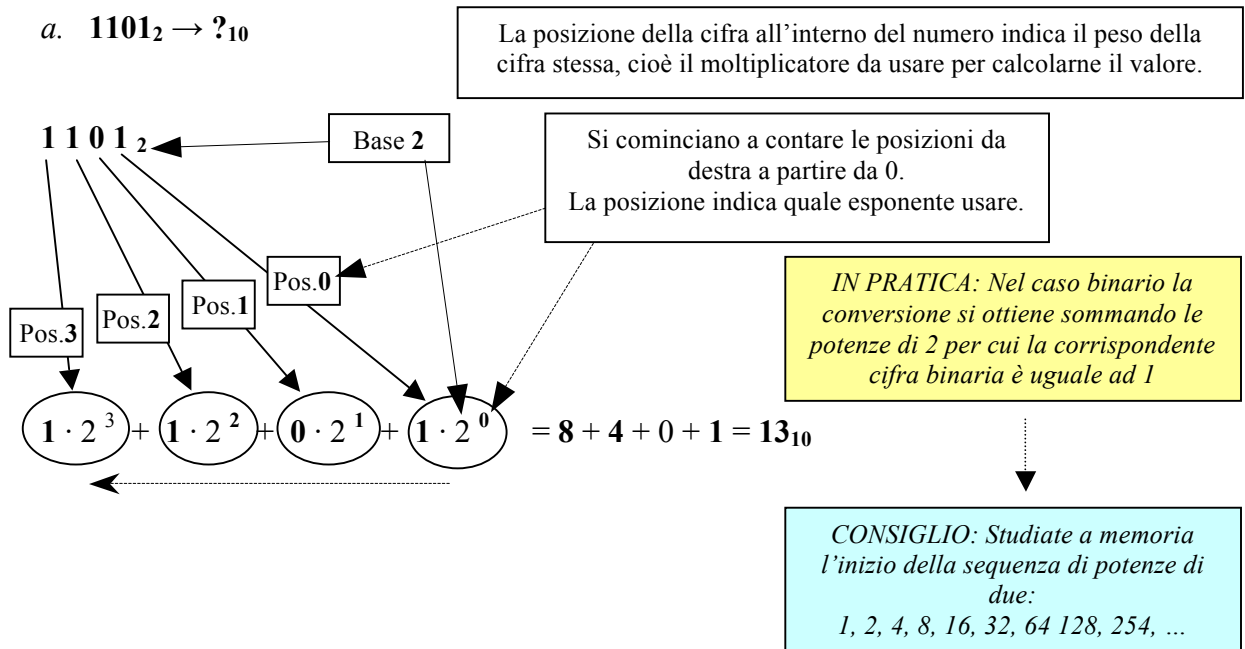 a. 1101₂ → ?₁₀
La posizione della cifra all'interno del numero indica il peso della
cifra stessa, cioè il moltiplicatore da usare per calcolarne il valore.
1 1 0 1 ₂
Base 2
Si cominciano a contare le posizioni da
destra a partire da 0.
La posizione indica quale esponente usare.
Pos.3
Pos.2
Pos.1
Pos.0
IN PRATICA: Nel caso binario la
conversione si ottiene sommando le
potenze di 2 per cui la corrispondente
cifra binaria è uguale ad 1
1 · 2³ + 1 · 2² + 0 · 2¹ + 1 · 2⁰ = 8 + 4 + 0 + 1 = 13₁₀
CONSIGLIO: Studiate a memoria
l'inizio della sequenza di potenze di
due:
1, 2, 4, 8, 16, 32, 64 128, 254, …